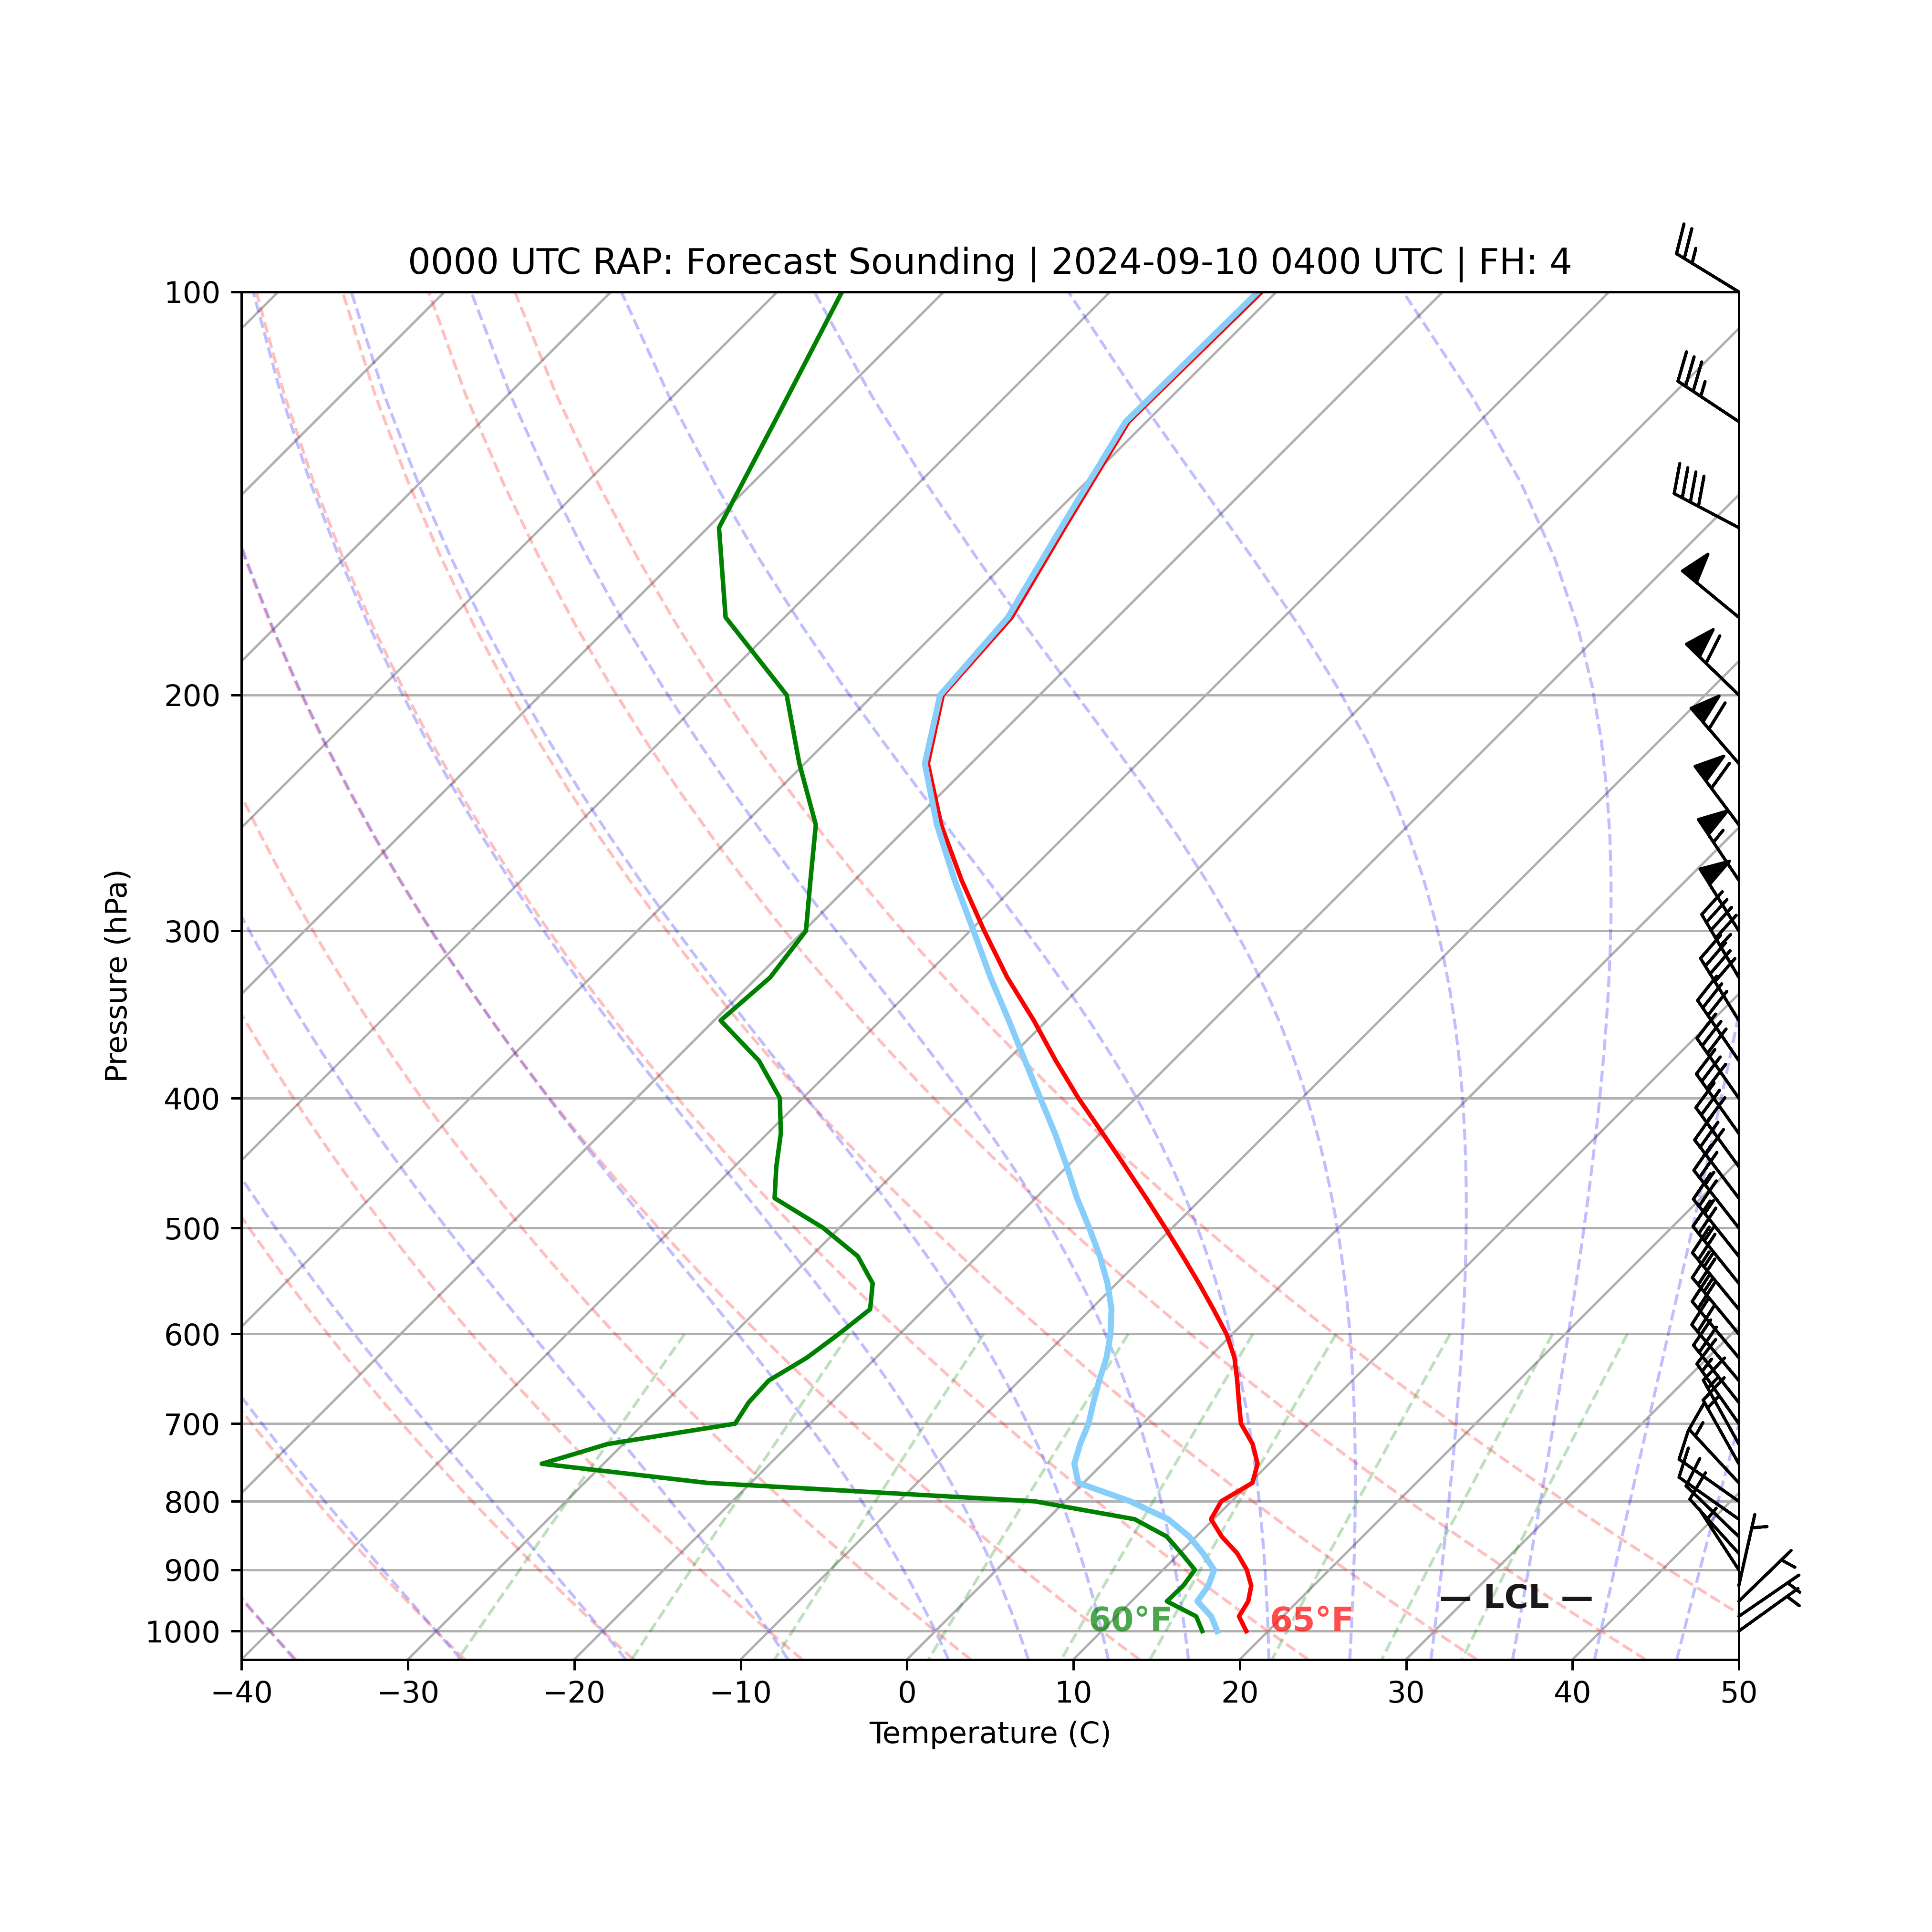 0000 UTC RAP: Forecast Sounding | 2024-09-10 0400 UTC | FH: 4
100
200
300
400
500
600
700
800
900
1000
Pressure (hPa)
— LCL —
60°F
65°F
−40 −30 −20 −10 0 10 20 30 40 50
Temperature (C)